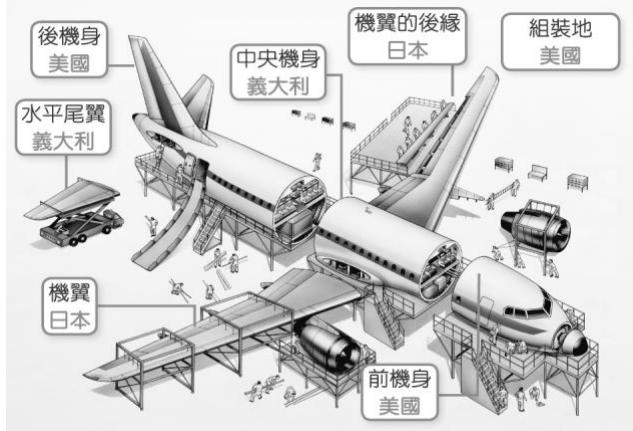 後機身
美國
中央機身
義大利
機翼的後緣
日本
組裝地
美國
水平尾翼
義大利
機翼
日本
前機身
美國